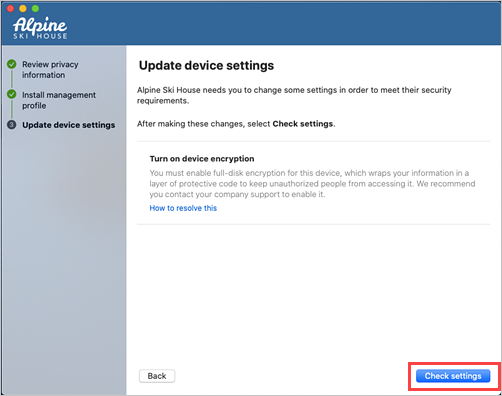 Alpine
SKI HOUSE
Review privacy
information
Install management
profile
3 Update device settings
Update device settings
Alpine Ski House needs you to change some settings in order to meet their security
requirements.
After making these changes, select Check settings.
Turn on device encryption
You must enable full-disk encryption for this device, which wraps your information in a
layer of protective code to keep unauthorized people from accessing it. We recommend
you contact your company support to enable it.
How to resolve this
Back
Check settings